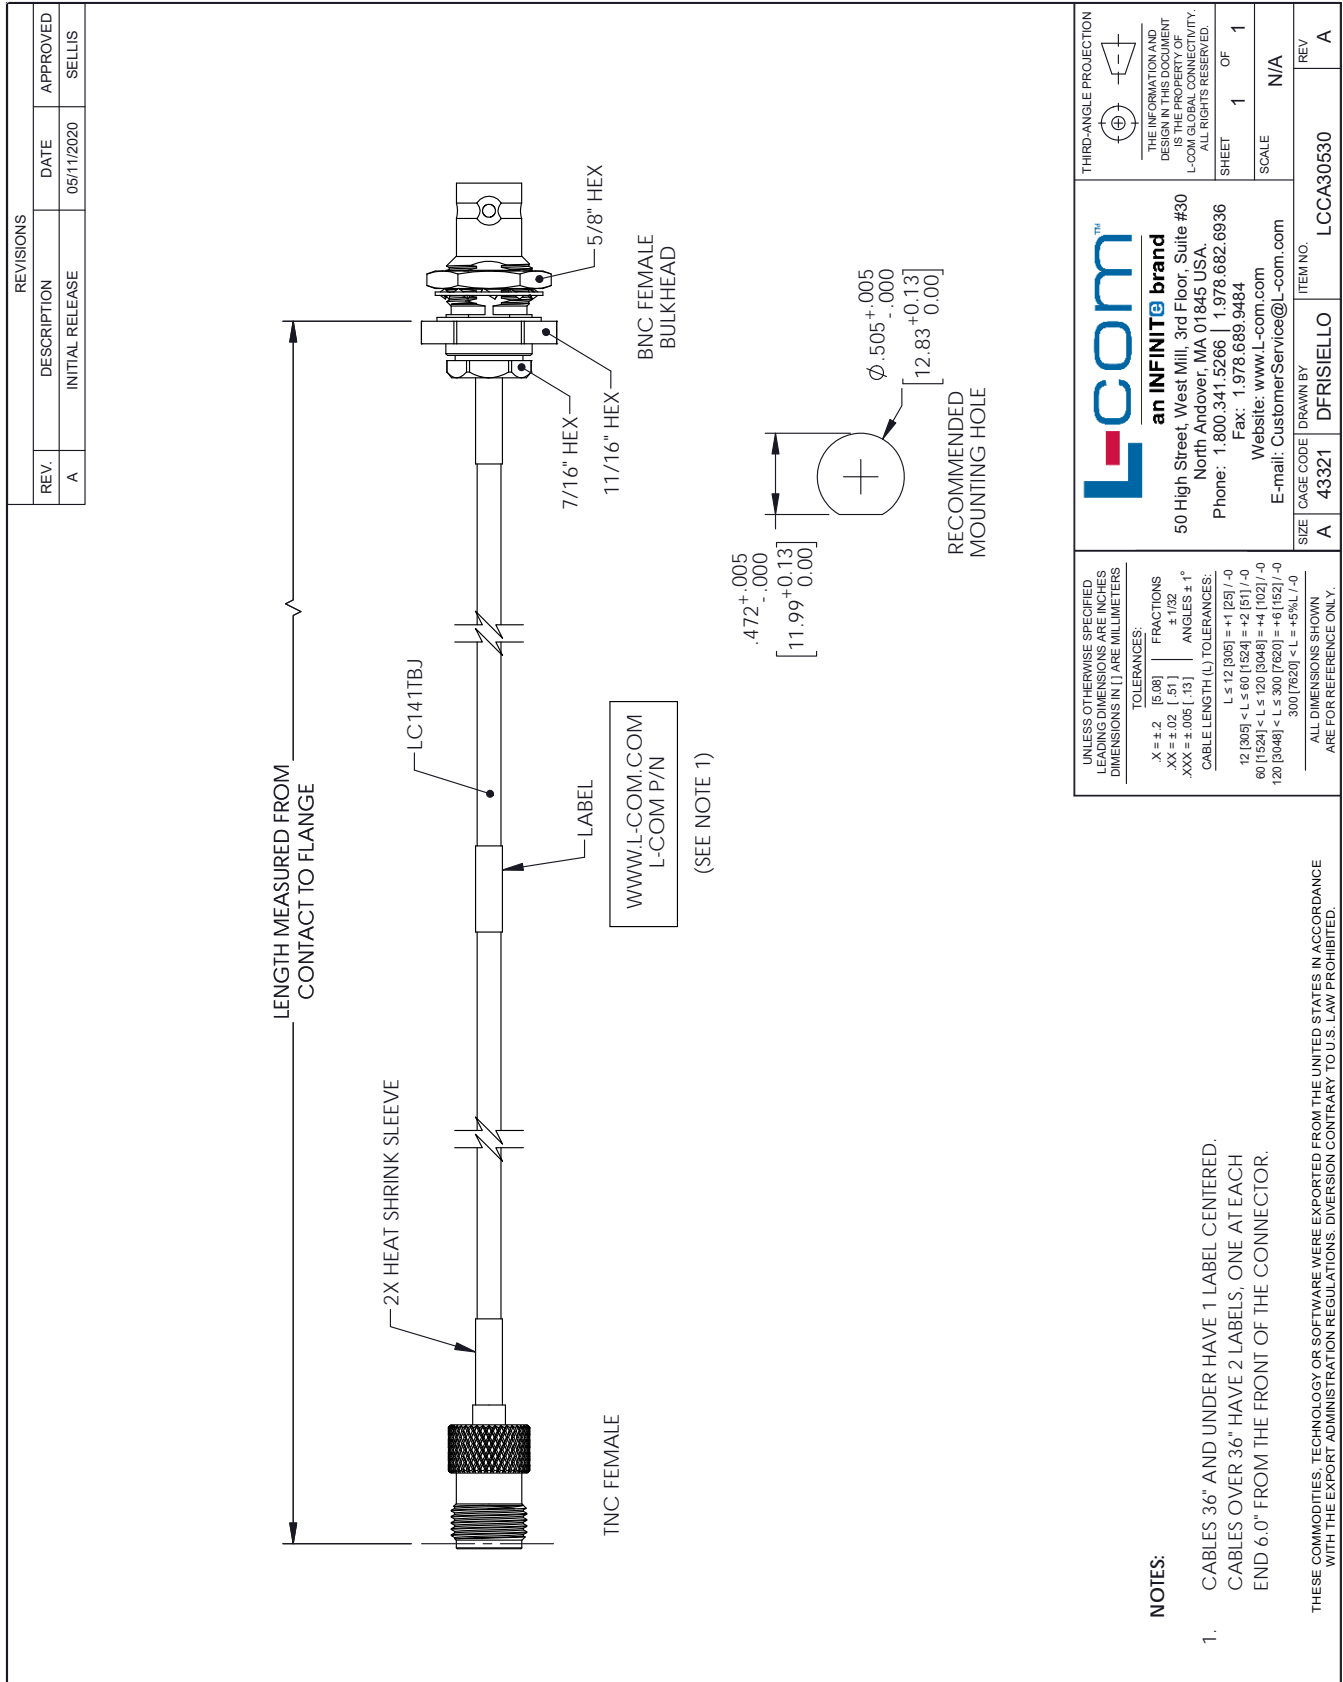 REVISIONS
REV. DESCRIPTION DATE APPROVED
A INITIAL RELEASE 05/11/2020 SELLIS
LENGTH MEASURED FROM
CONTACT TO FLANGE
2X HEAT SHRINK SLEEVE
LC141TBJ
LABEL
WWW.L-COM.COM
L-COM P/N
(SEE NOTE 1)
TNC FEMALE
7/16" HEX
11/16" HEX
5/8" HEX
BNC FEMALE
BULKHEAD
.472 +.005
-.000
[11.99 +0.13
0.00]
Ø.505 +.005
-.000
[12.83 +0.13
0.00]
RECOMMENDED
MOUNTING HOLE
NOTES:
1. CABLES 36" AND UNDER HAVE 1 LABEL CENTERED.
CABLES OVER 36" HAVE 2 LABELS, ONE AT EACH
END 6.0" FROM THE FRONT OF THE CONNECTOR.
THESE COMMODITIES, TECHNOLOGY OR SOFTWARE WERE EXPORTED FROM THE UNITED STATES IN ACCORDANCE
WITH THE EXPORT ADMINISTRATION REGULATIONS. DIVERSION CONTRARY TO U.S. LAW PROHIBITED.
UNLESS OTHERWISE SPECIFIED
LEADING DIMENSIONS ARE INCHES
DIMENSIONS IN [ ] ARE MILLIMETERS
TOLERANCES:
.X = ± .2 [5.08] FRACTIONS
.XX = ± .02 [ .51 ] ± 1/32
.XXX = ± .005 [ .13 ] ANGLES ± 1°
CABLE LENGTH (L) TOLERANCES:
L ≤ 12 [305] = +1 [25] / -0
12 [305] < L ≤ 60 [1524] = +2 [51] / -0
60 [1524] < L ≤ 120 [3048] = +4 [102] / -0
120 [3048] < L ≤ 300 [7620] = +6 [152] / -0
300 [7620] < L = +5%L / -0
ALL DIMENSIONS SHOWN
ARE FOR REFERENCE ONLY.
L-com™
an INFINIT@ brand
50 High Street, West Mill, 3rd Floor, Suite #30
North Andover, MA 01845 USA.
Phone: 1.800.341.5266 | 1.978.682.6936
Fax: 1.978.689.9484
Website: www.L-com.com
E-mail: CustomerService@L-com.com
THIRD-ANGLE PROJECTION
THE INFORMATION AND
DESIGN IN THIS DOCUMENT
IS THE PROPERTY OF
L-COM GLOBAL CONNECTIVITY.
ALL RIGHTS RESERVED.
SHEET 1 OF 1
SCALE N/A
SIZE A
CAGE CODE 43321
DRAWN BY DFRISIELLO
ITEM NO. LCCA30530
REV A